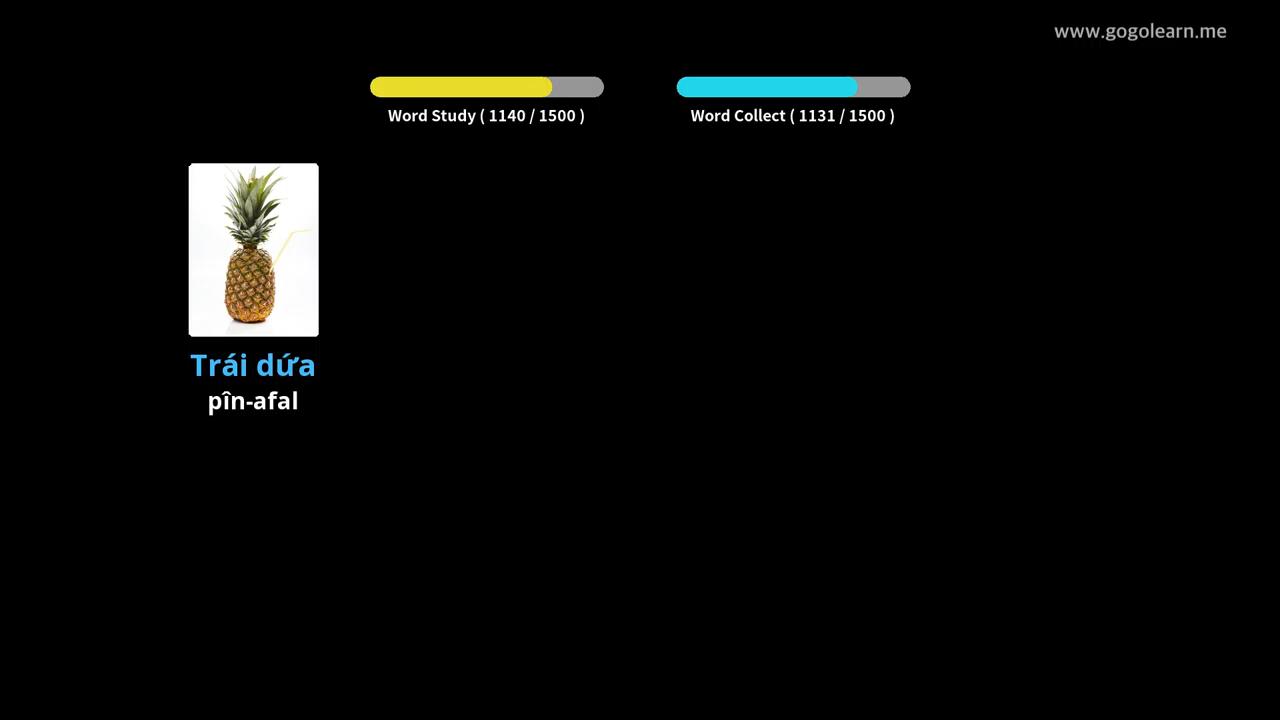 www.gogolearn.me
Word Study ( 1140 / 1500 )
Word Collect ( 1131 / 1500 )
Trái dứa
pîn-afal